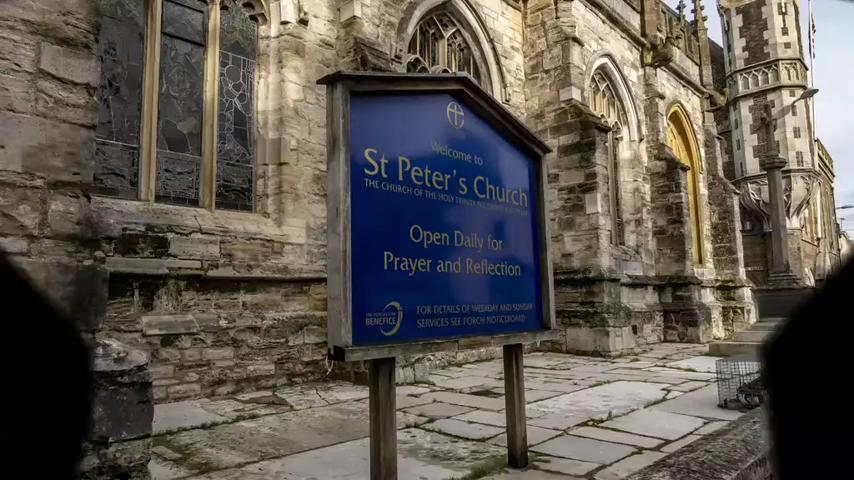 Welcome to
St Peter's Church
THE CHURCH OF THE HOLY TRINITY
Open Daily for
Prayer and Reflection
BENEFICE
FOR DETAILS OF WEEKDAY AND SUNDAY
SERVICES SEE PORCH NOTICEBOARD